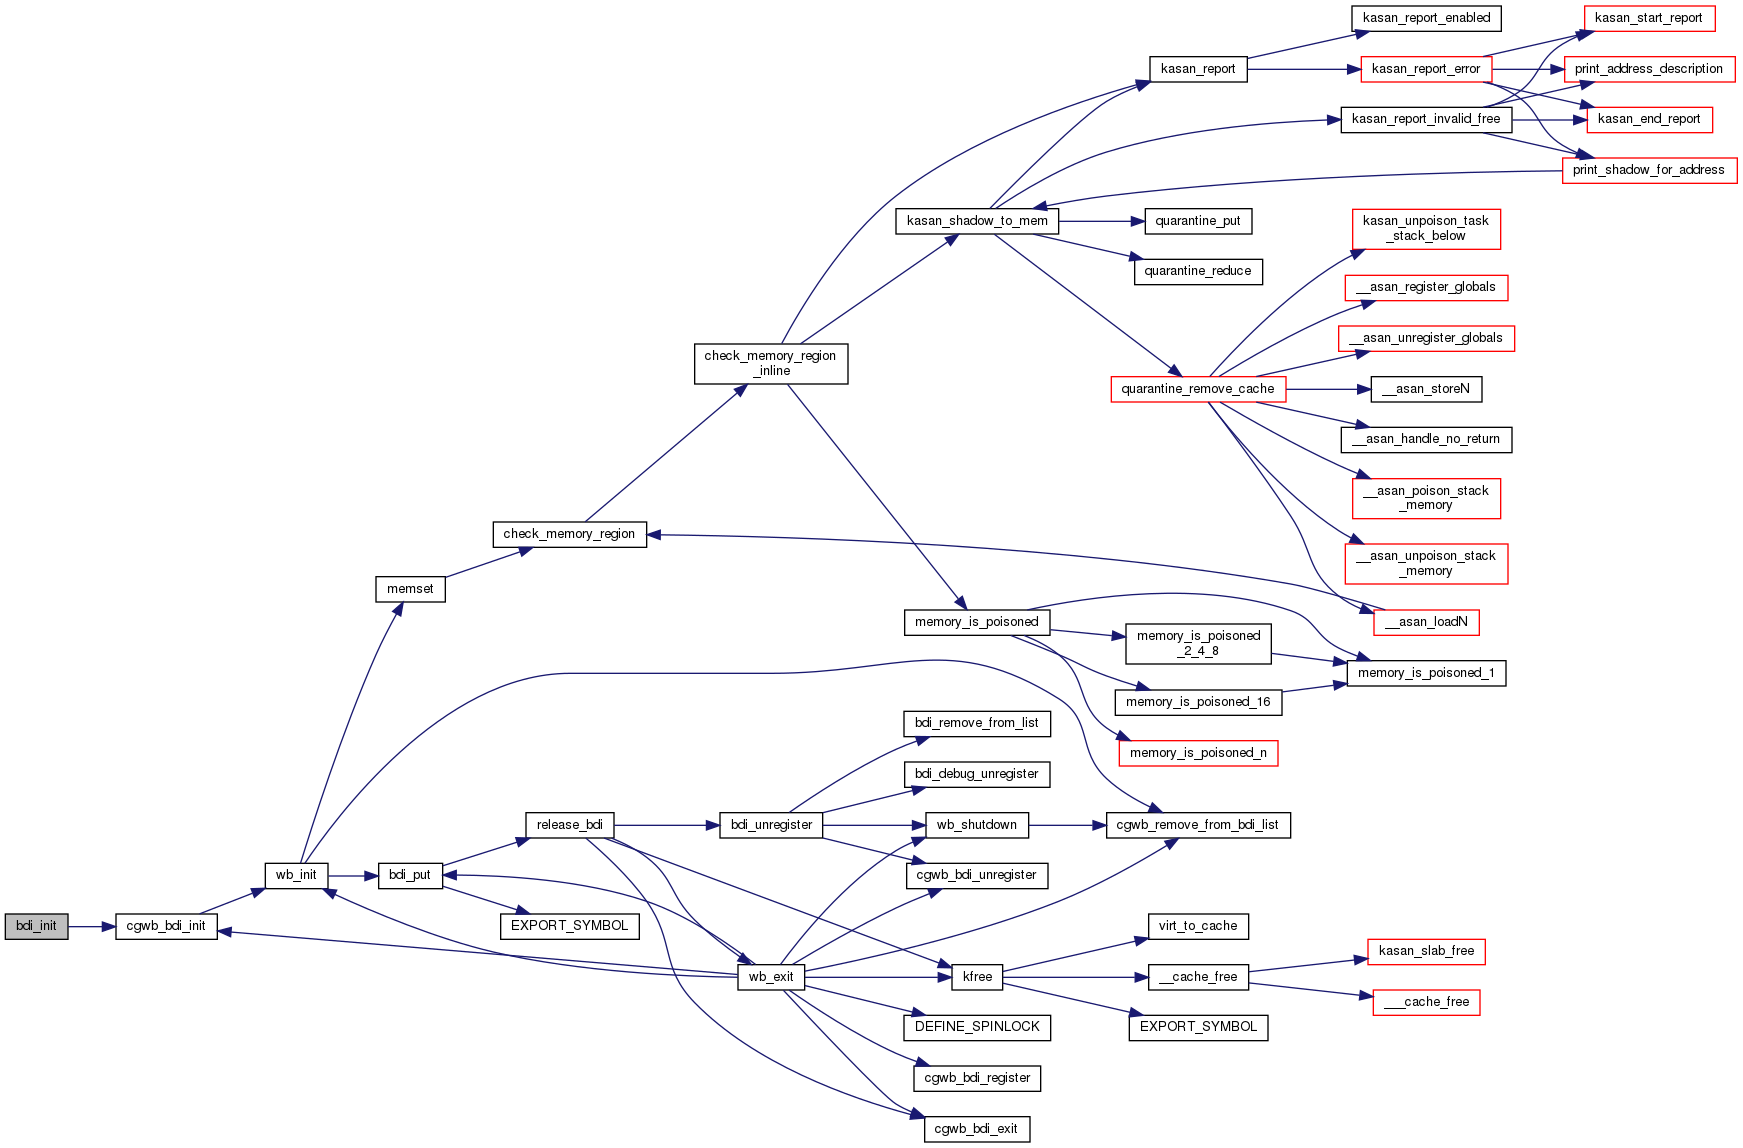 kasan_report_enabled
kasan_start_report
kasan_report
kasan_report_error
print_address_description
kasan_report_invalid_free
kasan_end_report
print_shadow_for_address
kasan_shadow_to_mem
quarantine_put
kasan_unpoison_task
_stack_below
quarantine_reduce
__asan_register_globals
__asan_unregister_globals
check_memory_region
_inline
quarantine_remove_cache
__asan_storeN
__asan_handle_no_return
__asan_poison_stack
_memory
check_memory_region
__asan_unpoison_stack
_memory
memset
memory_is_poisoned
__asan_loadN
memory_is_poisoned
_2_4_8
memory_is_poisoned_1
memory_is_poisoned_16
bdi_remove_from_list
memory_is_poisoned_n
bdi_debug_unregister
release_bdi
bdi_unregister
wb_shutdown
cgwb_remove_from_bdi_list
wb_init
bdi_put
cgwb_bdi_unregister
bdi_init
cgwb_bdi_init
EXPORT_SYMBOL
virt_to_cache
kasan_slab_free
wb_exit
kfree
__cache_free
___cache_free
DEFINE_SPINLOCK
EXPORT_SYMBOL
cgwb_bdi_register
cgwb_bdi_exit